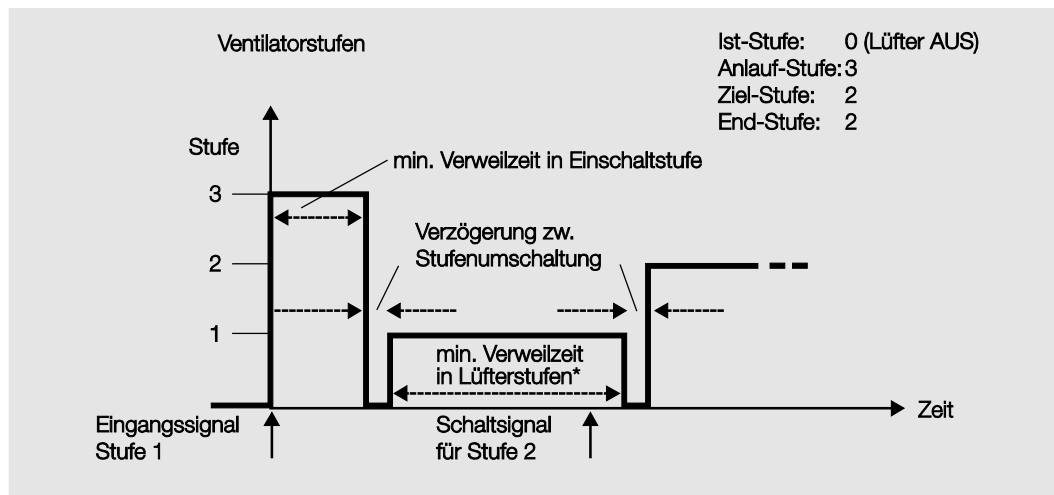 Ventilatorstufen
Ist-Stufe: 0 (Lüfter AUS)
Anlauf-Stufe: 3
Ziel-Stufe: 2
End-Stufe: 2
Stufe
min. Verweilzeit in Einschaltstufe
3
Verzögerung zw.
Stufenumschaltung
2
1
min. Verweilzeit
in Lüfterstufen*
Zeit
Eingangssignal
Stufe 1
Schaltsignal
für Stufe 2